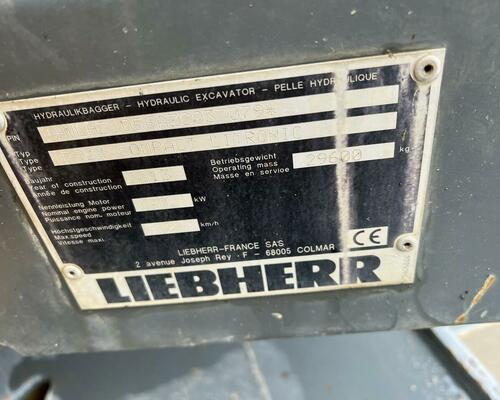 HYDRAULIKBAGGER - HYDRAULIC EXCAVATOR - PELLE HYDRAULIQUE
PIN
Typ
Type
Type
Baujahr
Year of construction
Année de construction
Betriebsgewicht
Operating mass
Masse en service
29600
kg
Nennleistung Motor
Nominal engine power
Puissance nom. moteur
kW
Höchstgeschwindigkeit
Max.speed
Vitesse maxi.
km/h
LIEBHERR-FRANCE SAS
2 avenue Joseph Rey - F - 68005 COLMAR
CE
LIEBHERR